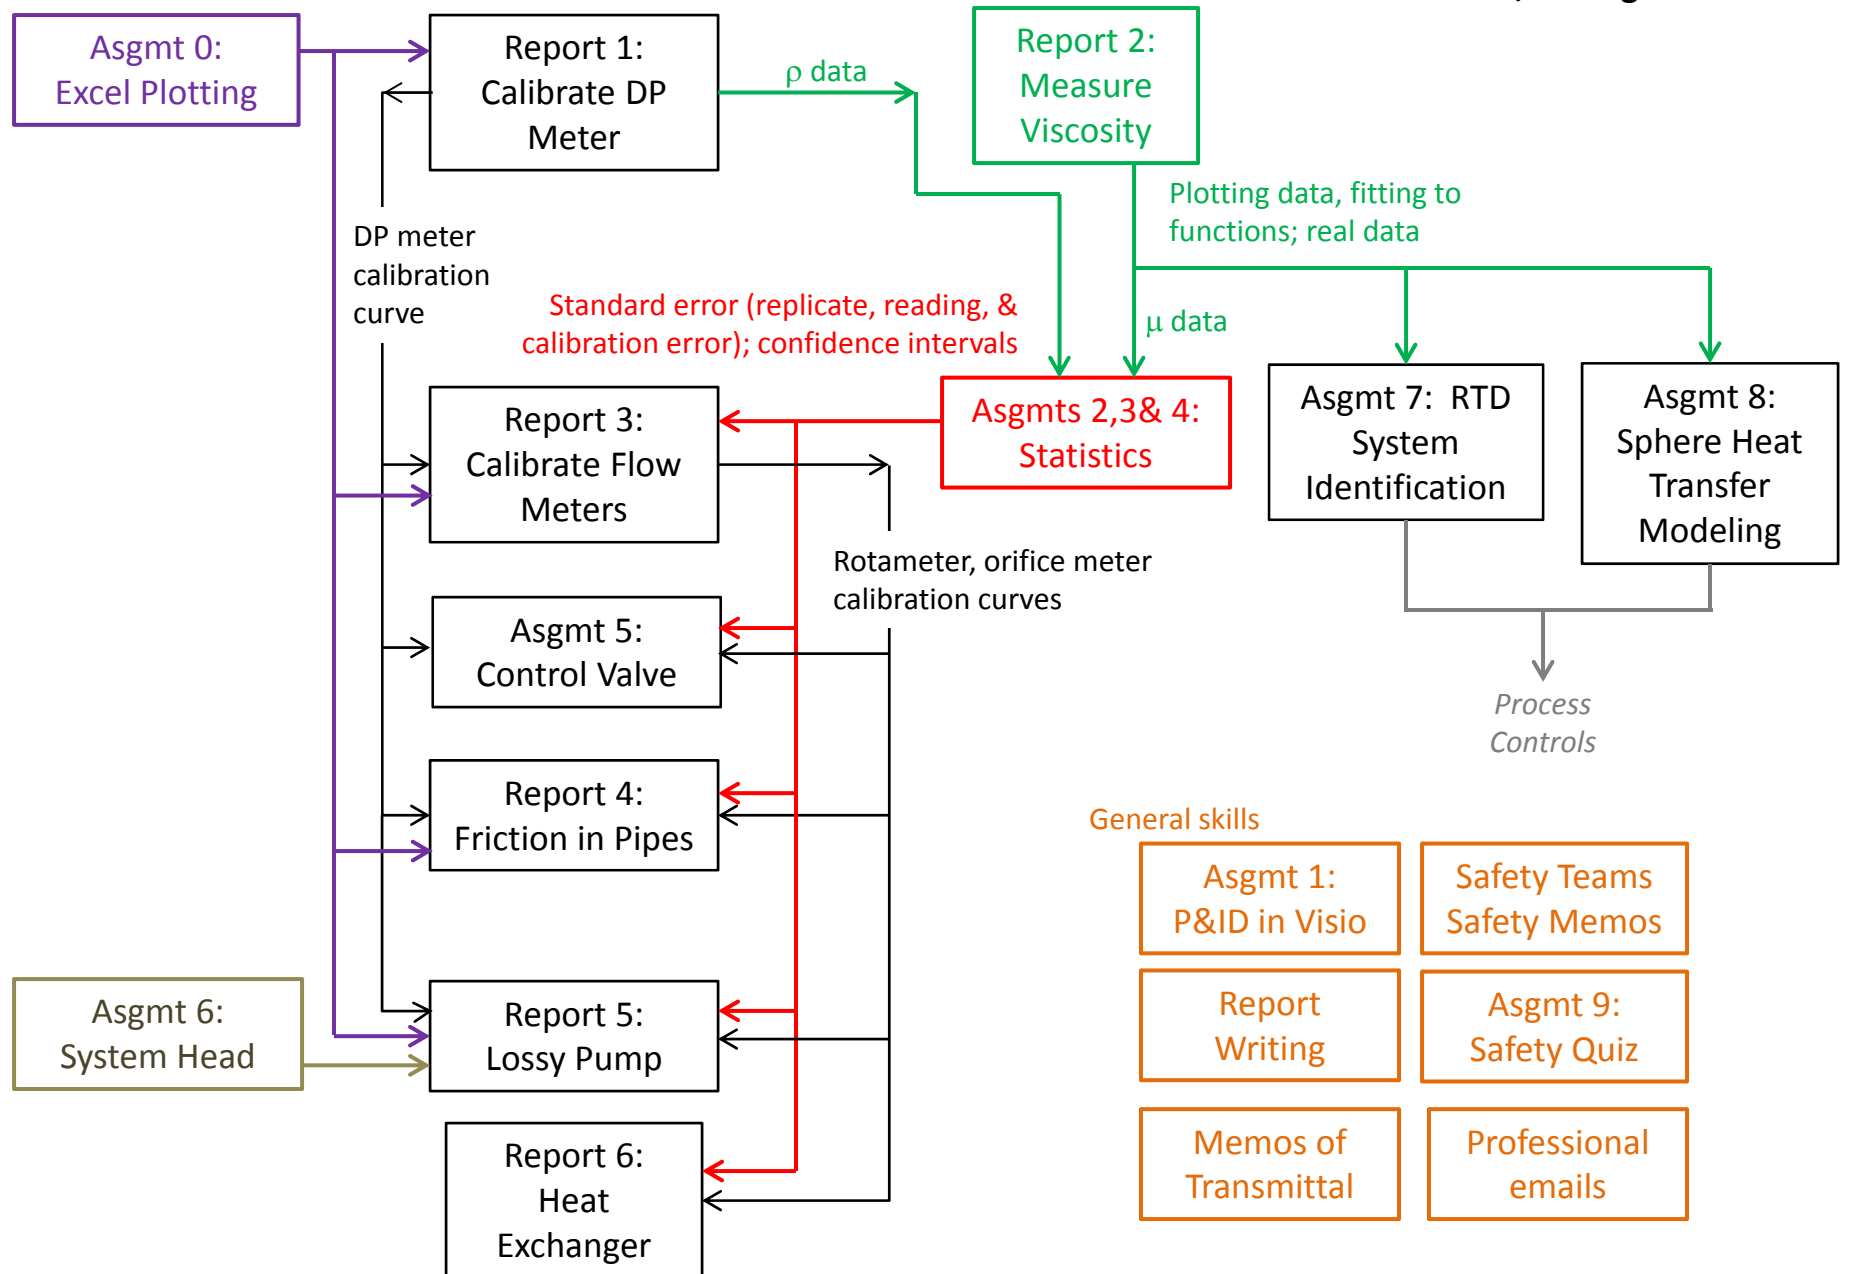 Asgmt 0:
Excel Plotting
Report 1:
Calibrate DP
Meter
ρ data
Report 2:
Measure
Viscosity
Plotting data, fitting to
functions; real data
DP meter
calibration
curve
Standard error (replicate, reading, &
calibration error); confidence intervals
μ data
Report 3:
Calibrate Flow
Meters
Asgmts 2,3& 4:
Statistics
Asgmt 7: RTD
System
Identification
Asgmt 8:
Sphere Heat
Transfer
Modeling
Rotameter, orifice meter
calibration curves
Asgmt 5:
Control Valve
Process
Controls
Report 4:
Friction in Pipes
General skills
Asgmt 1:
P&ID in Visio
Safety Teams
Safety Memos
Asgmt 6:
System Head
Report 5:
Lossy Pump
Report
Writing
Asgmt 9:
Safety Quiz
Report 6:
Heat
Exchanger
Memos of
Transmittal
Professional
emails